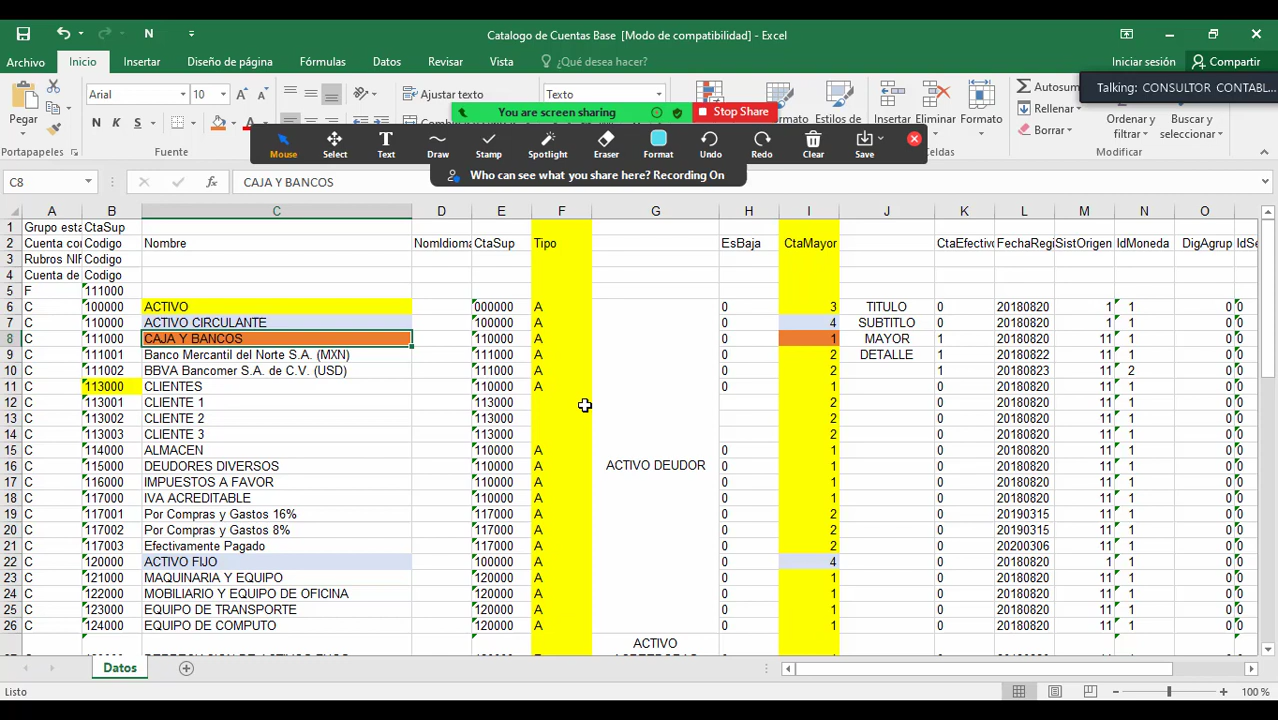 Catalogo de Cuentas Base [Modo de compatibilidad] - Excel
Archivo Inicio Insertar Diseño de página Fórmulas Datos Revisar Vista ¿Qué desea hacer? Iniciar sesión Compartir
Talking: CONSULTOR CONTABL...
Pegar Arial 10 Ajustar texto Texto Autosum
N K S Rellenar
Borrar
Insertar Eliminar Formato Ordenar y filtrar Buscar y seleccionar
Portapapeles Fuente Celdas Modificar
You are screen sharing Stop Share
Mouse Select Text Draw Stamp Spotlight Eraser Format Undo Redo Clear Save
Who can see what you share here? Recording On
C8 fx CAJA Y BANCOS
A B C D E F G H I J K L M N O
1 Grupo esta CtaSup
2 Cuenta con Codigo Nombre NomIdioma CtaSup Tipo EsBaja CtaMayor CtaEfectivo FechaRegi SistOrigen IdMoneda DigAgrup IdSe
3 Rubros NIF Codigo
4 Cuenta de Codigo
5 F 111000
6 C 100000 ACTIVO 000000 A 0 3 TITULO 0 20180820 1 1 0 0
7 C 110000 ACTIVO CIRCULANTE 100000 A 0 4 SUBTITLO 0 20180820 1 1 0 0
8 C 111000 CAJA Y BANCOS 110000 A 0 1 MAYOR 1 20180820 11 1 0 0
9 C 111001 Banco Mercantil del Norte S.A. (MXN) 111000 A 0 2 DETALLE 1 20180822 11 1 0 0
10 C 111002 BBVA Bancomer S.A. de C.V. (USD) 111000 A 0 2 1 20180823 11 2 0 0
11 C 113000 CLIENTES 110000 A 0 1 0 20180820 11 1 0 0
12 C 113001 CLIENTE 1 113000 2 0 20180820 11 1 0 0
13 C 113002 CLIENTE 2 113000 2 0 20180820 11 1 0 0
14 C 113003 CLIENTE 3 113000 2 0 20180820 11 1 0 0
15 C 114000 ALMACEN 110000 A 0 1 0 20180820 11 1 0 0
16 C 115000 DEUDORES DIVERSOS 110000 A ACTIVO DEUDOR 0 1 0 20180820 11 1 0 0
17 C 116000 IMPUESTOS A FAVOR 110000 A 0 1 0 20180820 11 1 0 0
18 C 117000 IVA ACREDITABLE 110000 A 0 1 0 20180820 11 1 0 0
19 C 117001 Por Compras y Gastos 16% 117000 A 0 2 0 20190315 11 1 0 0
20 C 117002 Por Compras y Gastos 8% 117000 A 0 2 0 20190315 11 1 0 0
21 C 117003 Efectivamente Pagado 117000 A 0 2 0 20200306 11 1 0 0
22 C 120000 ACTIVO FIJO 100000 A 0 4 0 20180820 1 1 0 0
23 C 121000 MAQUINARIA Y EQUIPO 120000 A 0 1 0 20180820 11 1 0 0
24 C 122000 MOBILIARIO Y EQUIPO DE OFICINA 120000 A 0 1 0 20180820 11 1 0 0
25 C 123000 EQUIPO DE TRANSPORTE 120000 A 0 1 0 20180820 11 1 0 0
26 C 124000 EQUIPO DE COMPUTO 120000 A 0 1 0 20180820 11 1 0 0
ACTIVO
Datos
Listo 100 %